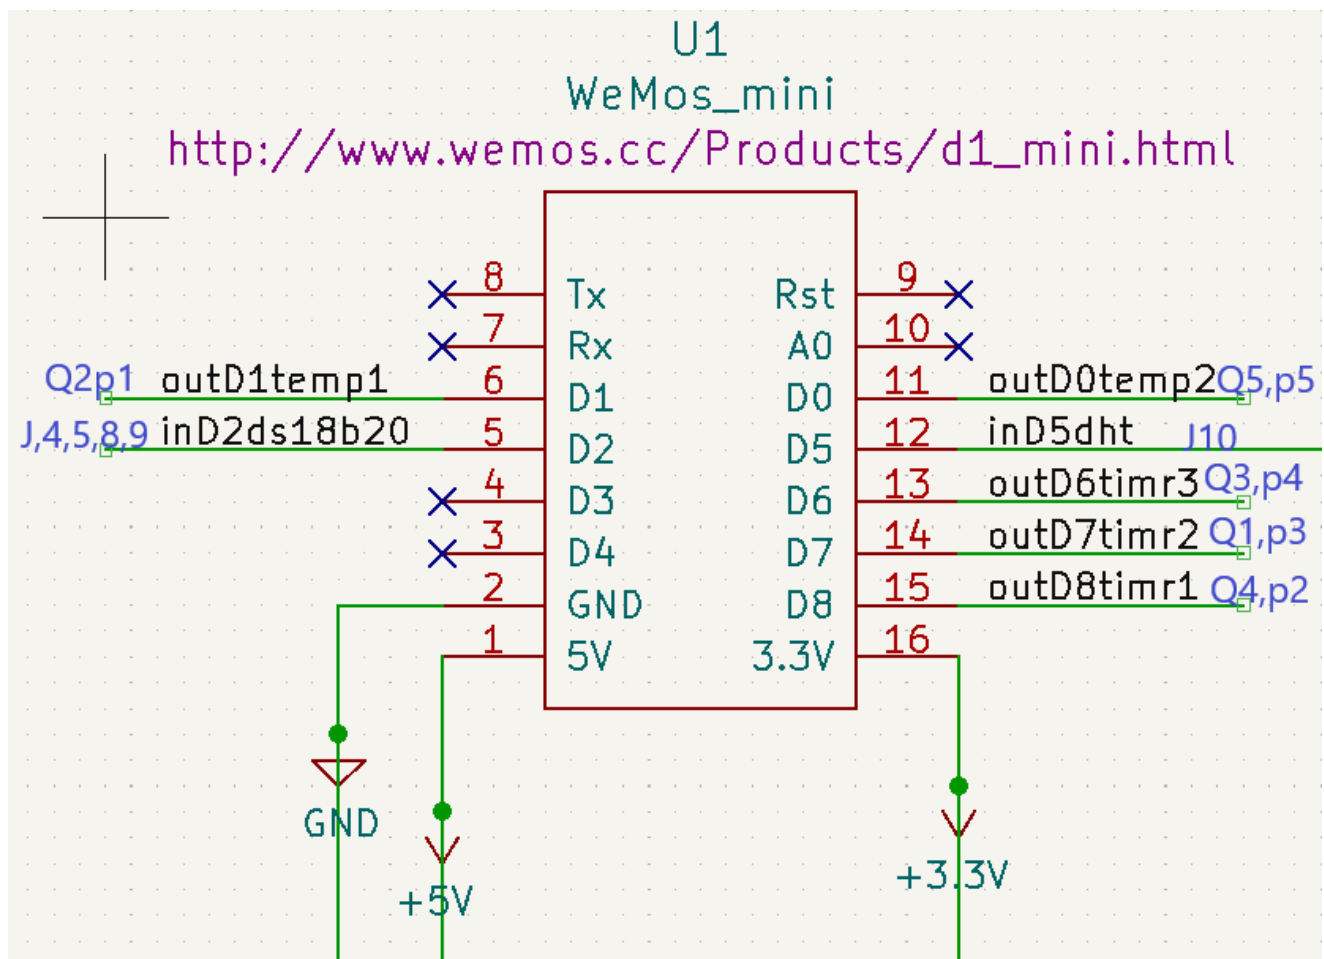 U1
WeMos_mini
http://www.wemos.cc/Products/d1_mini.html
8 Tx Rst 9
7 Rx A0 10
Q2p1 outD1temp1 6 D1 D0 11 outD0temp2 Q5,p5
J,4,5,8,9 inD2ds18b20 5 D2 D5 12 inD5dht J10
4 D3 D6 13 outD6timr3 Q3,p4
3 D4 D7 14 outD7timr2 Q1,p3
2 GND D8 15 outD8timr1 Q4,p2
1 5V 3.3V 16
GND
+5V
+3.3V